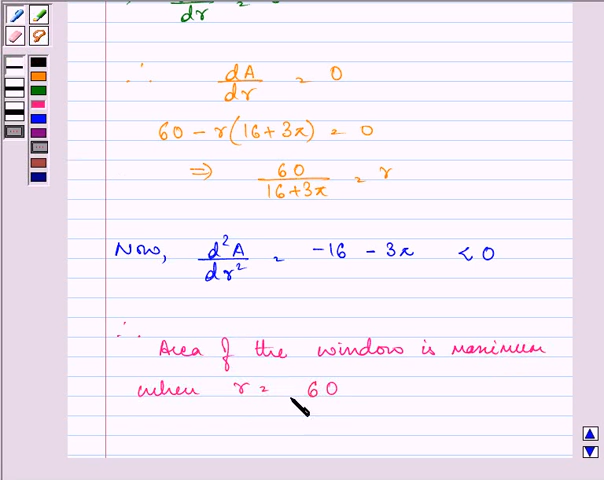 dr
∴ dA/dr = 0
60 - r(16+3π) = 0
⇒ 60/16+3π = r
Now, d²A/dr² = -16 - 3π < 0
∴
Area of the window is maximum
when r = 60